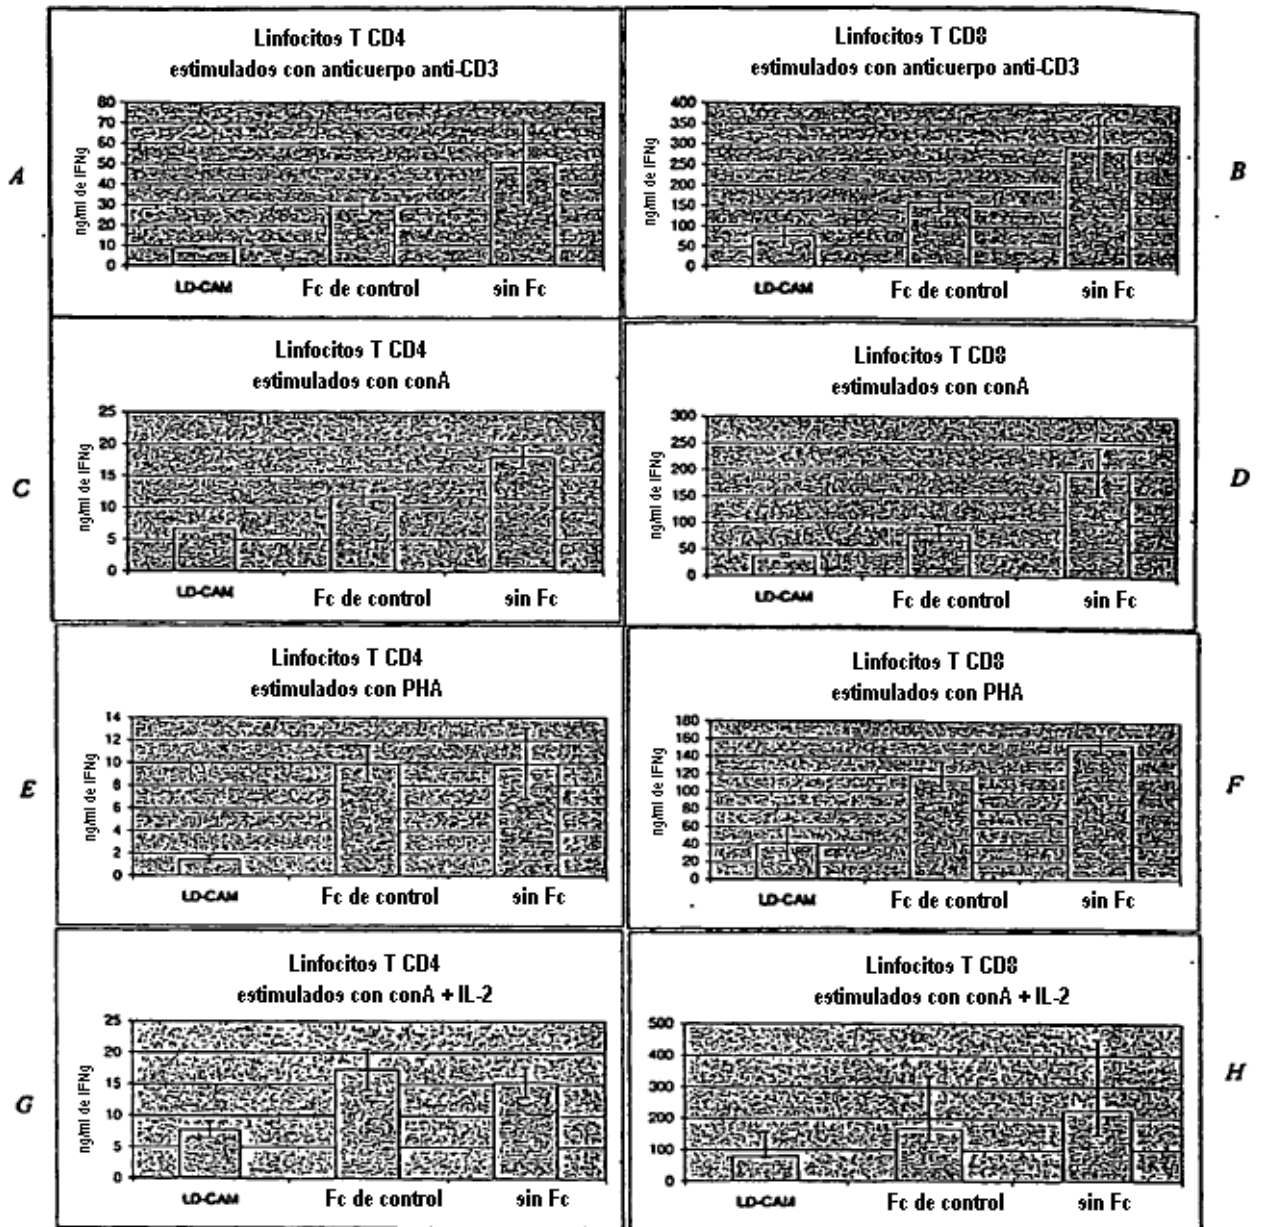 A
Linfocitos T CD4
estimulados con anticuerpo anti-CD3
ng/ml de IFNg
80
70
60
50
40
30
20
10
0
LD-CAM Fc de control sin Fc
B
Linfocitos T CD8
estimulados con anticuerpo anti-CD3
ng/ml de IFNg
400
350
300
250
200
150
100
50
0
LD-CAM Fc de control sin Fc
C
Linfocitos T CD4
estimulados con conA
ng/ml de IFNg
25
20
15
10
5
0
LD-CAM Fc de control sin Fc
D
Linfocitos T CD8
estimulados con conA
ng/ml de IFNg
300
250
200
150
100
50
0
LD-CAM Fc de control sin Fc
E
Linfocitos T CD4
estimulados con PHA
ng/ml de IFNg
14
12
10
8
6
4
2
0
LD-CAM Fc de control sin Fc
F
Linfocitos T CD8
estimulados con PHA
ng/ml de IFNg
180
160
140
120
100
80
60
40
20
0
LD-CAM Fc de control sin Fc
G
Linfocitos T CD4
estimulados con conA + IL-2
ng/ml de IFNg
25
20
15
10
5
0
LD-CAM Fc de control sin Fc
H
Linfocitos T CD8
estimulados con conA + IL-2
500
400
300
200
100
0
LD-CAM Fc de control sin Fc